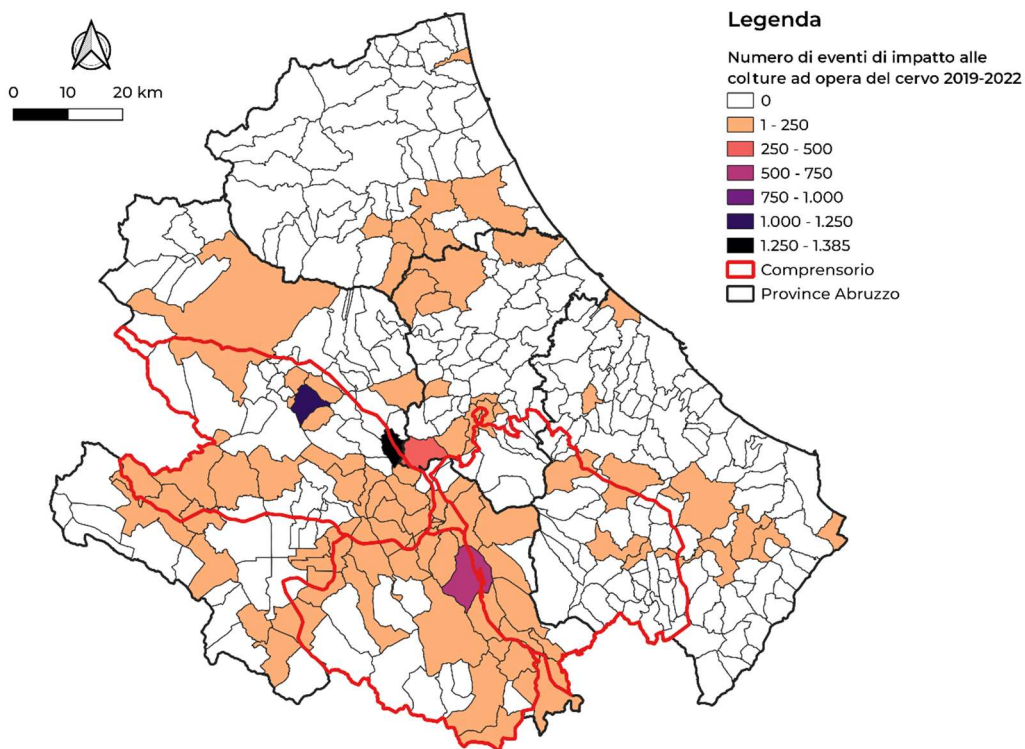 Legenda
Numero di eventi di impatto alle
colture ad opera del cervo 2019-2022
0
1 - 250
250 - 500
500 - 750
750 - 1.000
1.000 - 1.250
1.250 - 1.385
Comprensorio
Province Abruzzo
0 10 20 km